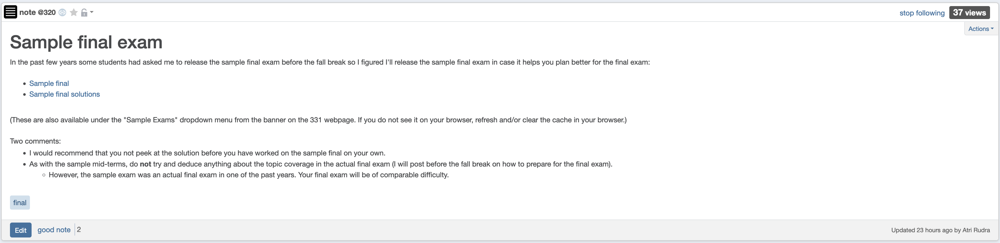 note @320
stop following 37 views
Actions
Sample final exam
In the past few years some students had asked me to release the sample final exam before the fall break so I figured I'll release the sample final exam in case it helps you plan better for the final exam:
• Sample final
• Sample final solutions
(These are also available under the "Sample Exams" dropdown menu from the banner on the 331 webpage. If you do not see it on your browser, refresh and/or clear the cache in your browser.)
Two comments:
• I would recommend that you not peek at the solution before you have worked on the sample final on your own.
• As with the sample mid-terms, do not try and deduce anything about the topic coverage in the actual final exam (I will post before the fall break on how to prepare for the final exam).
◦ However, the sample exam was an actual final exam in one of the past years. Your final exam will be of comparable difficulty.
final
Edit good note 2
Updated 23 hours ago by Atri Rudra